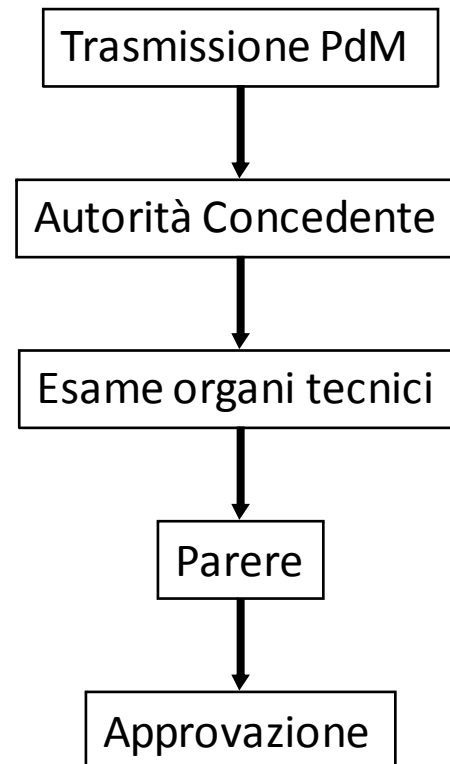 Trasmissione PdM
Autorità Concedente
Esame organi tecnici
Parere
Approvazione